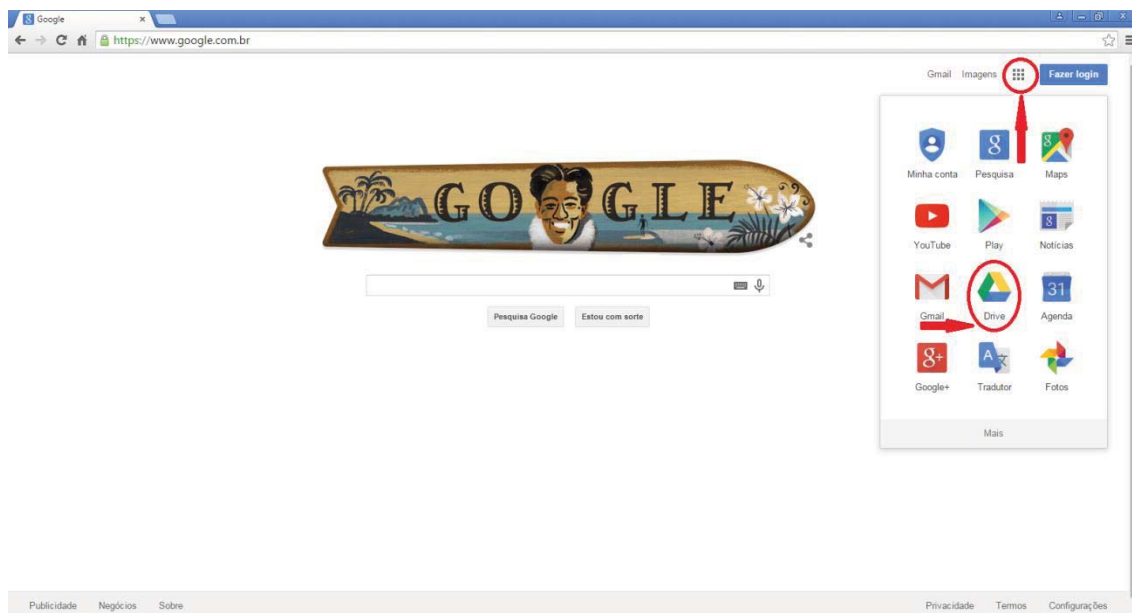 Google
https://www.google.com.br
Gmail Imagens Fazer login
GOOGLE
Minha conta Pesquisa Maps
YouTube Play Notícias
Gmail Drive Agenda
31
Google+ Tradutor Fotos
Mais
Pesquisa Google Estou com sorte
Publicidade Negócios Sobre Privacidade Termos Configurações